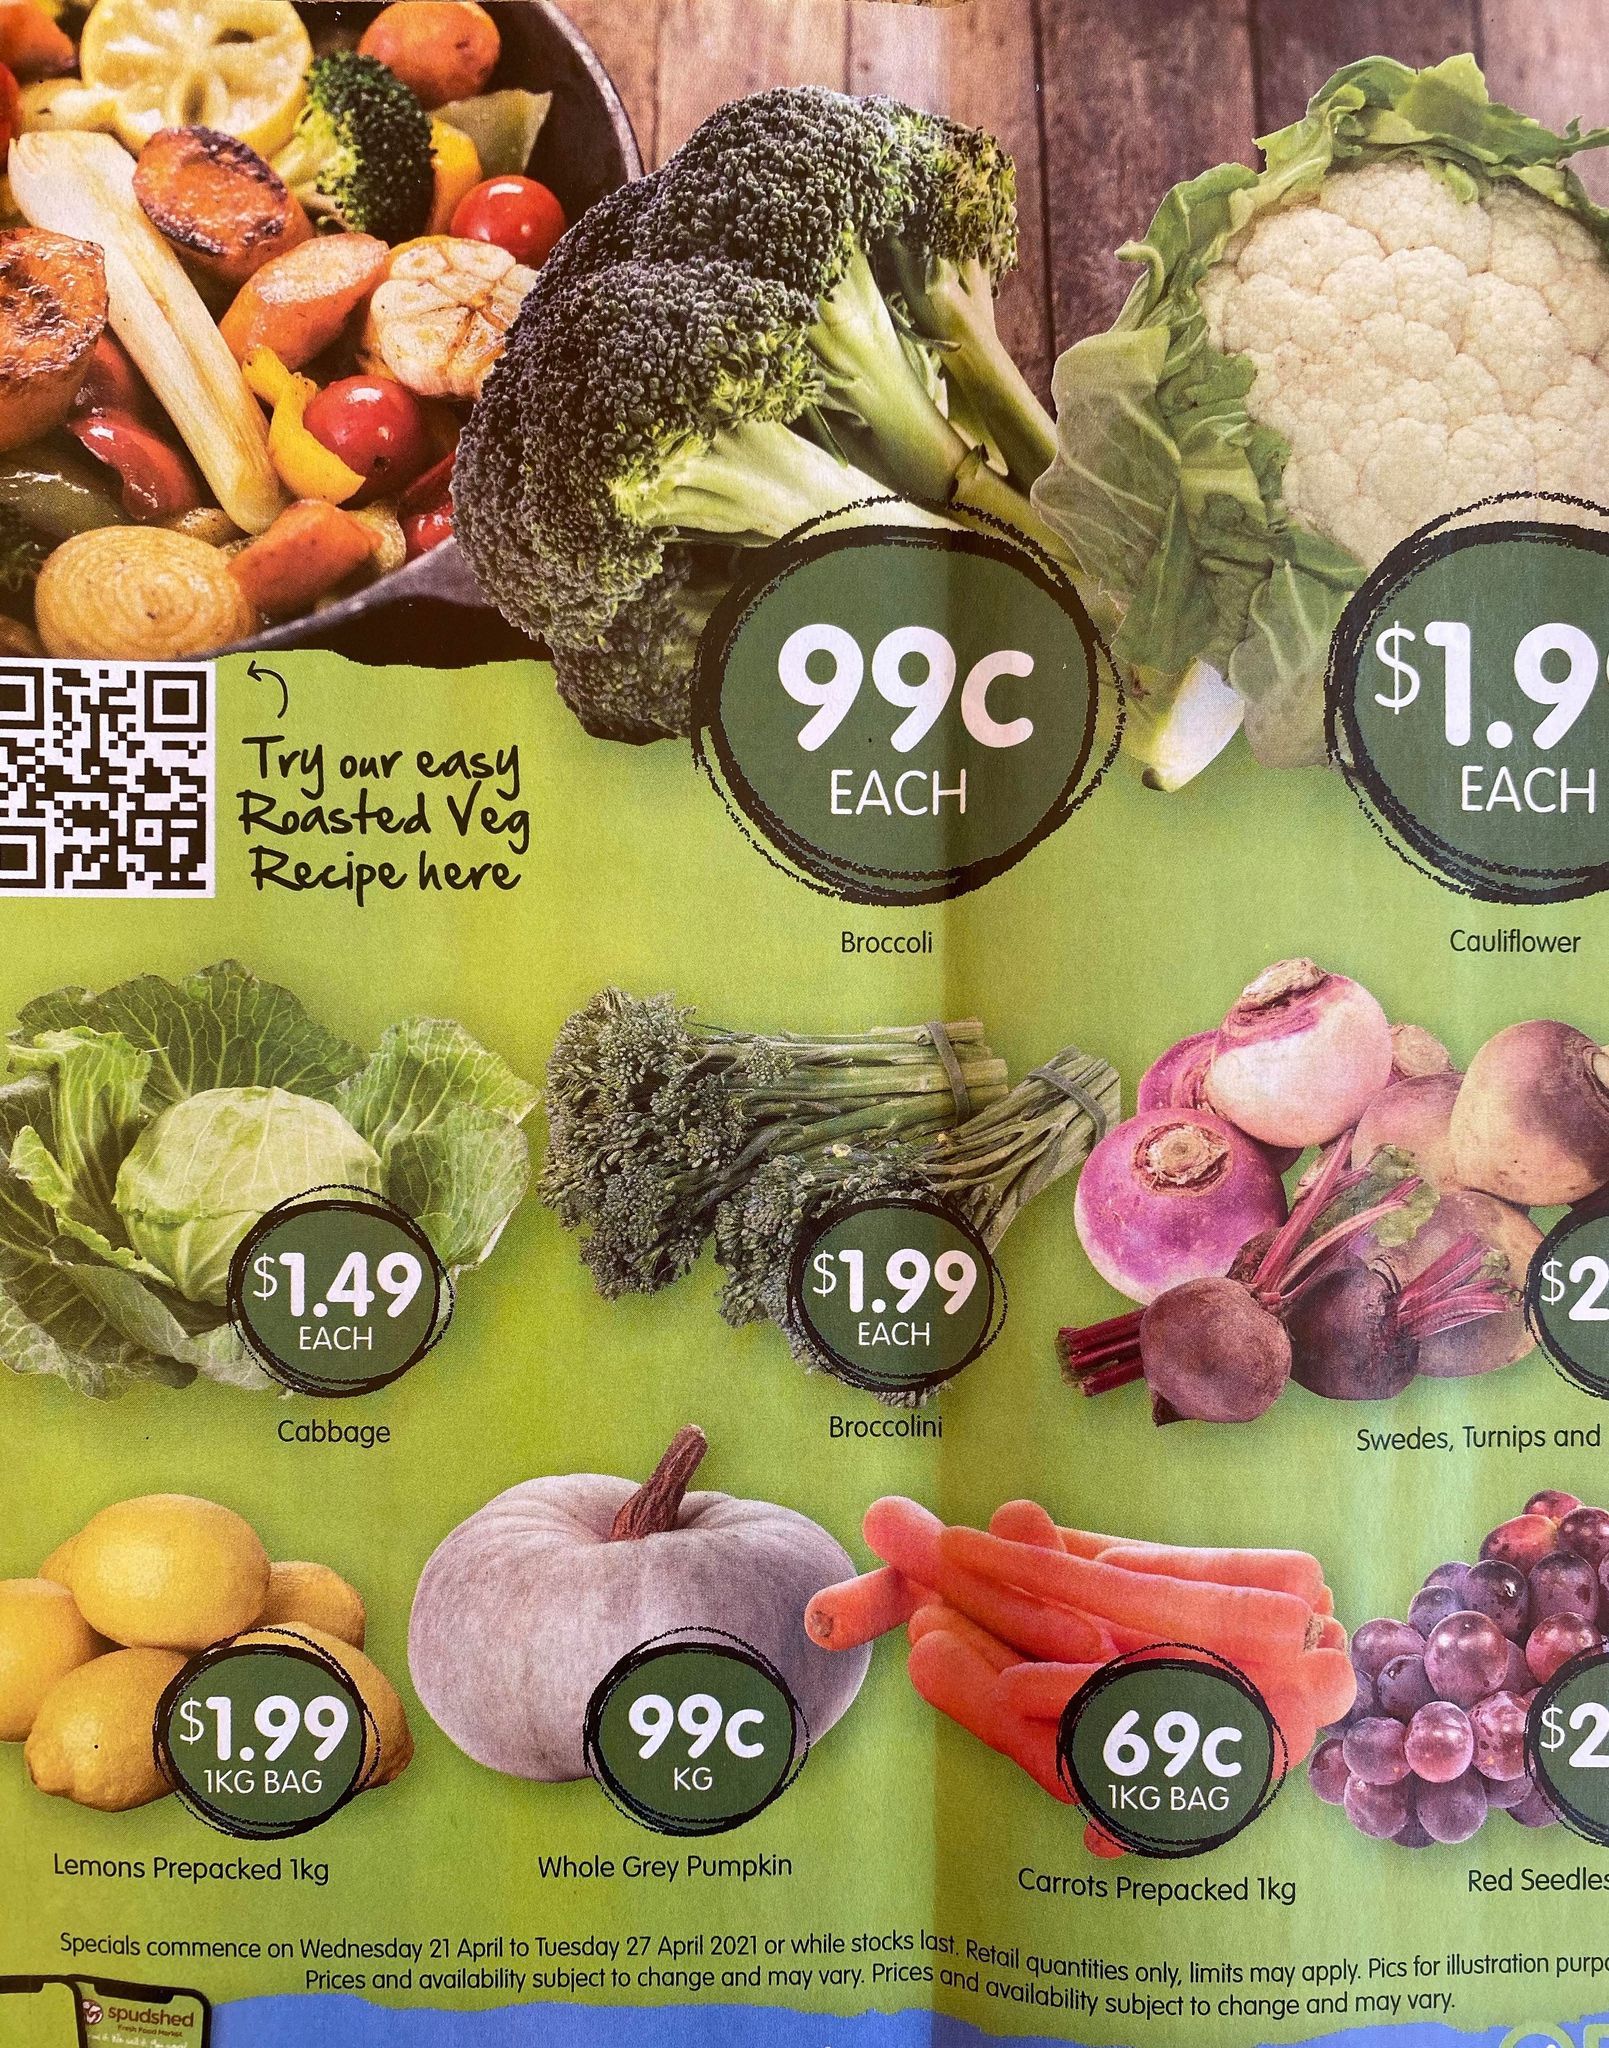 99c
EACH
$1.9
EACH
Try our easy
Roasted Veg
Recipe here
Broccoli
Cauliflower
$1.49
EACH
$1.99
EACH
$2
Cabbage
Broccolini
Swedes, Turnips and
$1.99
1KG BAG
99c
KG
69c
1KG BAG
$2
Lemons Prepacked 1kg
Whole Grey Pumpkin
Carrots Prepacked 1kg
Red Seedles
Specials commence on Wednesday 21 April to Tuesday 27 April 2021 or while stocks last. Retail quantities only, limits may apply. Pics for illustration purpo
Prices and availability subject to change and may vary. Prices and availability subject to change and may vary.
spudshed
Fresh Food Market